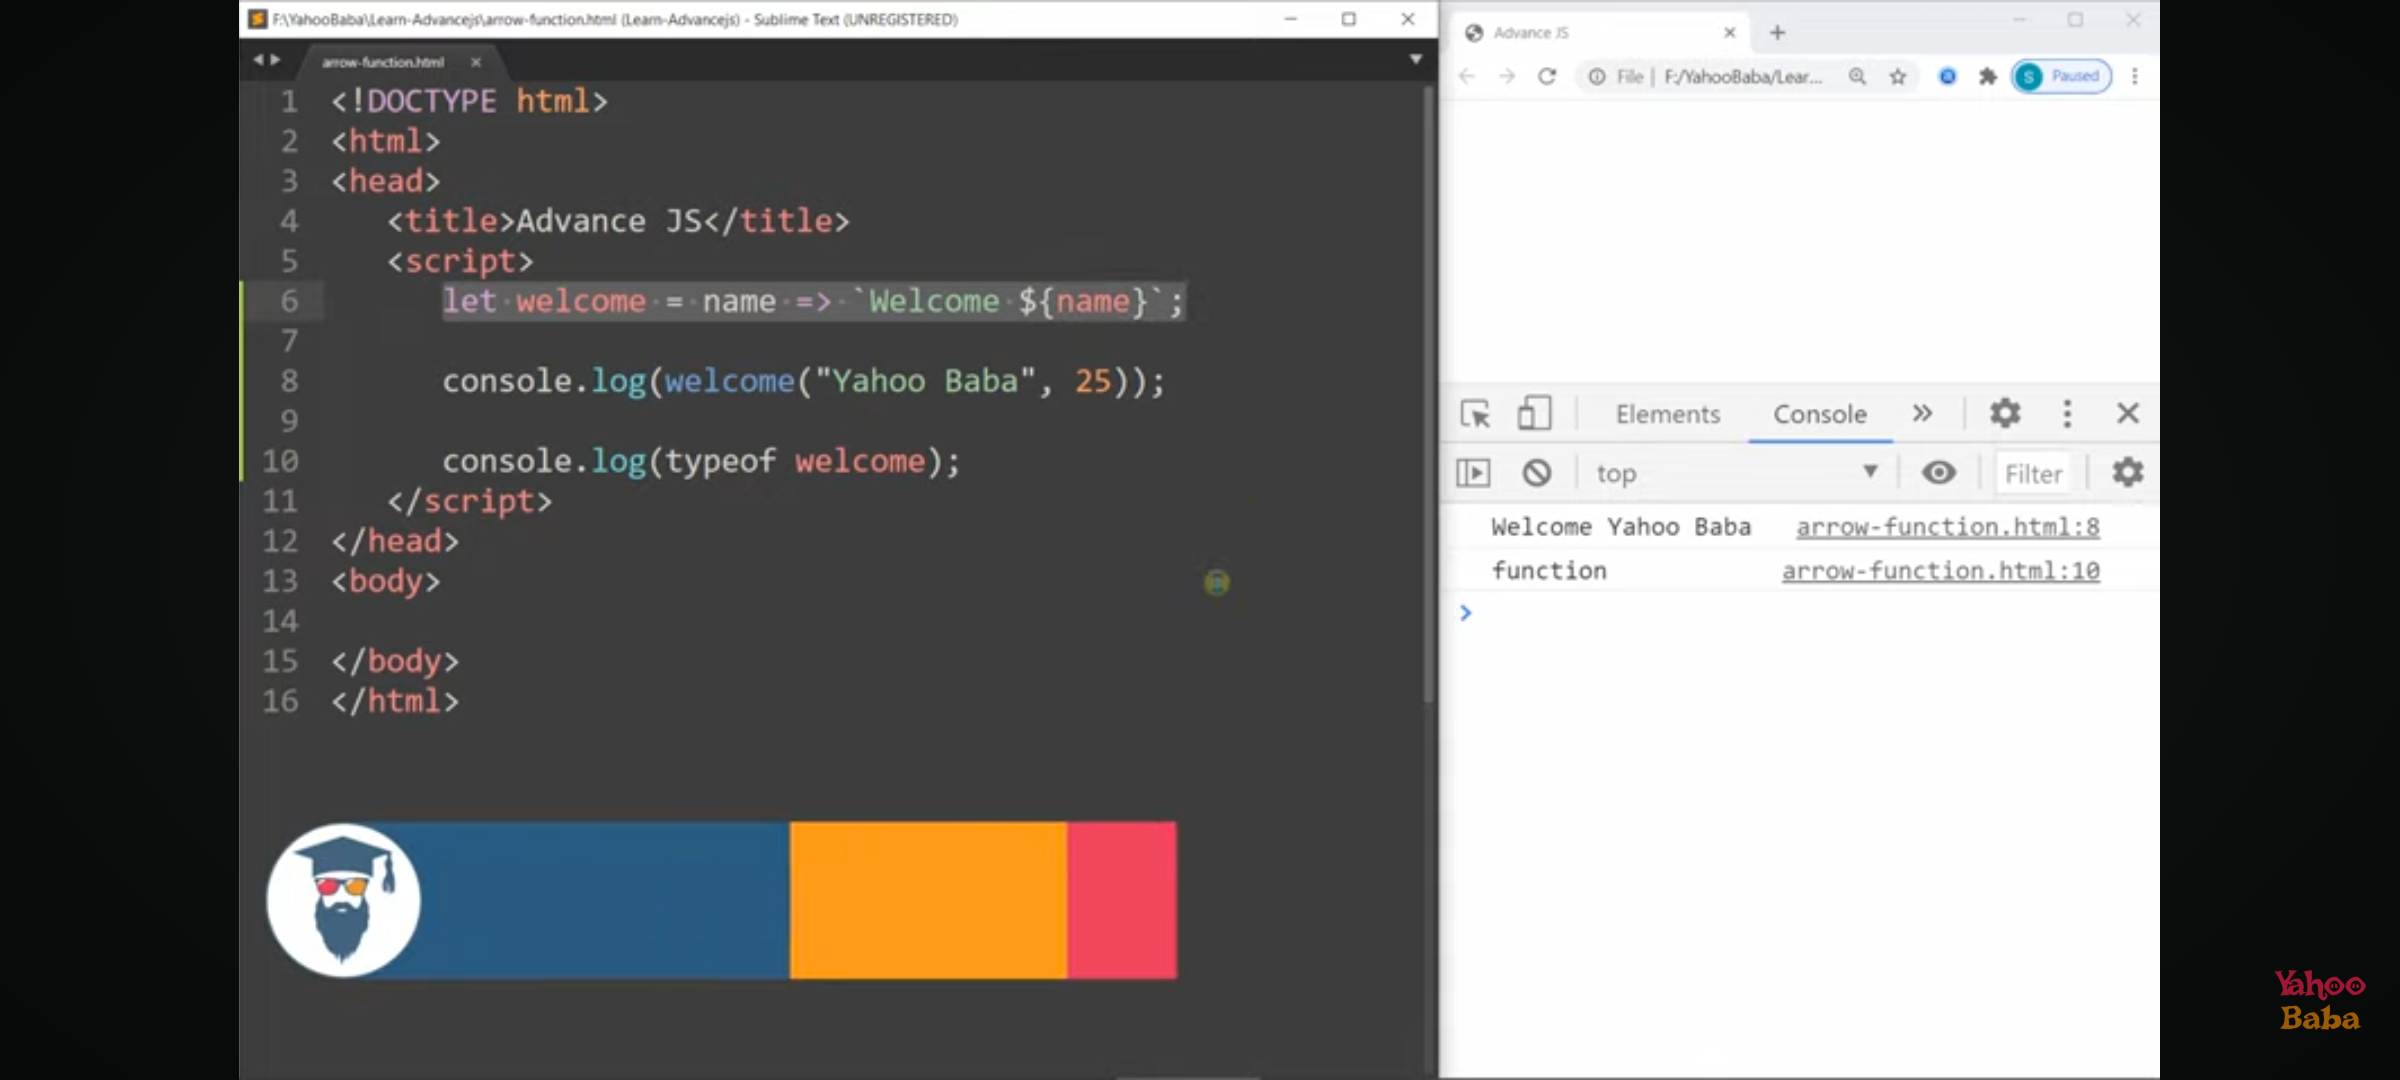 F:\YahooBaba\Learn-Advancejs\arrow-function.html (Learn-Advancejs) - Sublime Text (UNREGISTERED)
arrow-function.html
1 <!DOCTYPE html>
2 <html>
3 <head>
4 <title>Advance JS</title>
5 <script>
6 let welcome = name => `Welcome ${name}`;
7
8 console.log(welcome("Yahoo Baba", 25));
9
10 console.log(typeof welcome);
11 </script>
12 </head>
13 <body>
14
15 </body>
16 </html>
Advance JS
File | F:/YahooBaba/Lear... S Paused
Elements Console
top Filter
Welcome Yahoo Baba arrow-function.html:8
function arrow-function.html:10
Yahoo
Baba